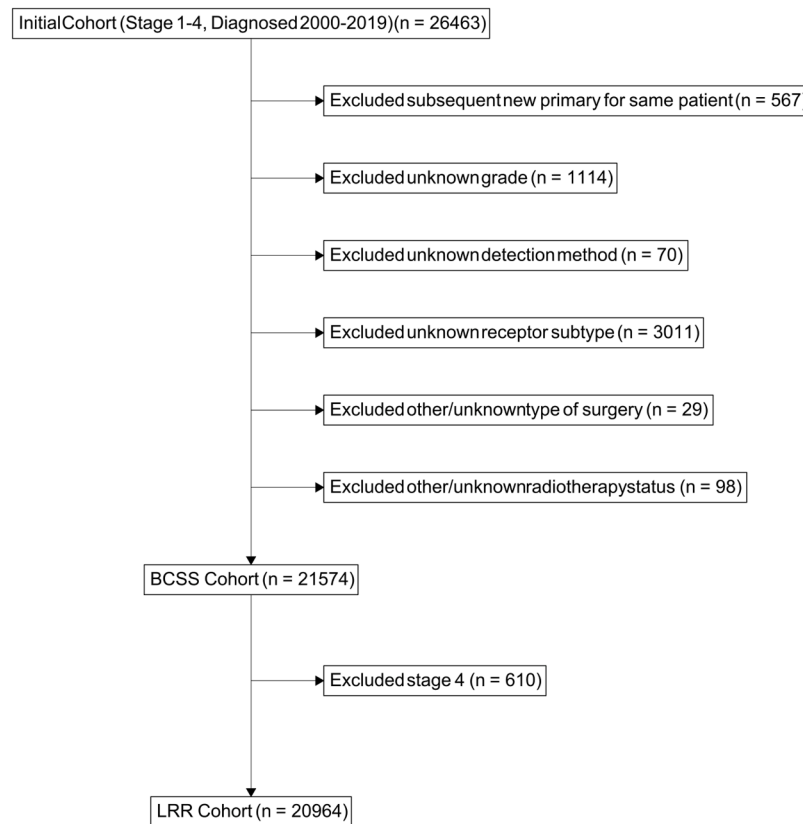 Initial Cohort (Stage 1-4, Diagnosed 2000-2019) (n = 26463)
Excluded subsequent new primary for same patient (n = 567)
Excluded unknown grade (n = 1114)
Excluded unknown detection method (n = 70)
Excluded unknown receptor subtype (n = 3011)
Excluded other/unknown type of surgery (n = 29)
Excluded other/unknown radiotherapy status (n = 98)
BCSS Cohort (n = 21574)
Excluded stage 4 (n = 610)
LRR Cohort (n = 20964)